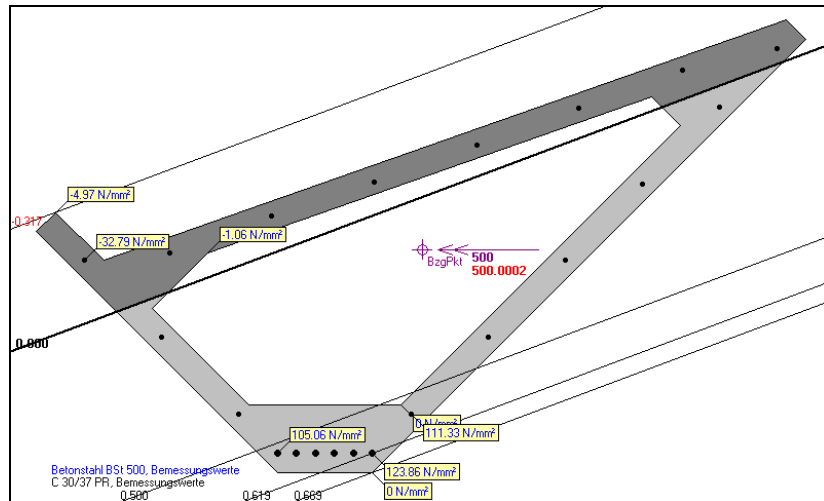 -4.97 N/mm²
-0.317
-32.79 N/mm²
-1.06 N/mm²
500
BzgPkt
500.0002
0.000
0 N/mm²
105.06 N/mm²
111.33 N/mm²
123.86 N/mm²
Betonstahl BSt 500, Bemessungswerte
C 30/37 PR, Bemessungswerte
0 N/mm²
0.500 0.619 0.669